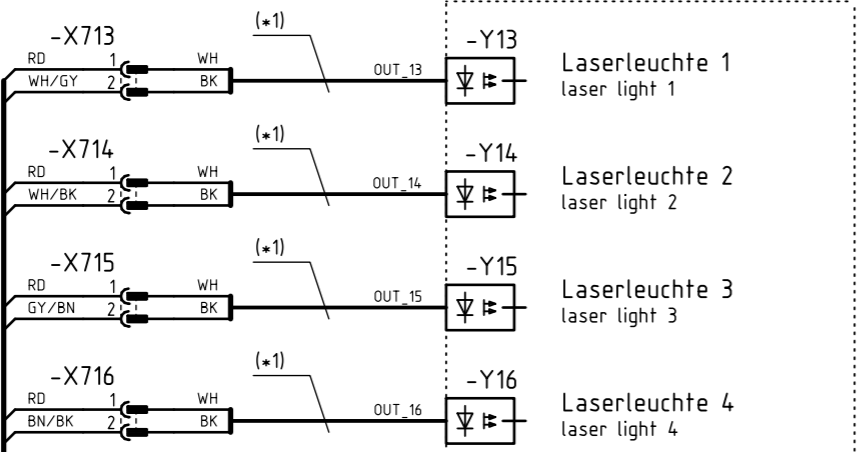 -X713
(*1)
-Y13
RD
1
WH
WH/GY
2
BK
OUT_13
Laserleuchte 1
laser light 1
-X714
(*1)
-Y14
RD
1
WH
WH/BK
2
BK
OUT_14
Laserleuchte 2
laser light 2
-X715
(*1)
-Y15
RD
1
WH
GY/BN
2
BK
OUT_15
Laserleuchte 3
laser light 3
-X716
(*1)
-Y16
RD
1
WH
BN/BK
2
BK
OUT_16
Laserleuchte 4
laser light 4